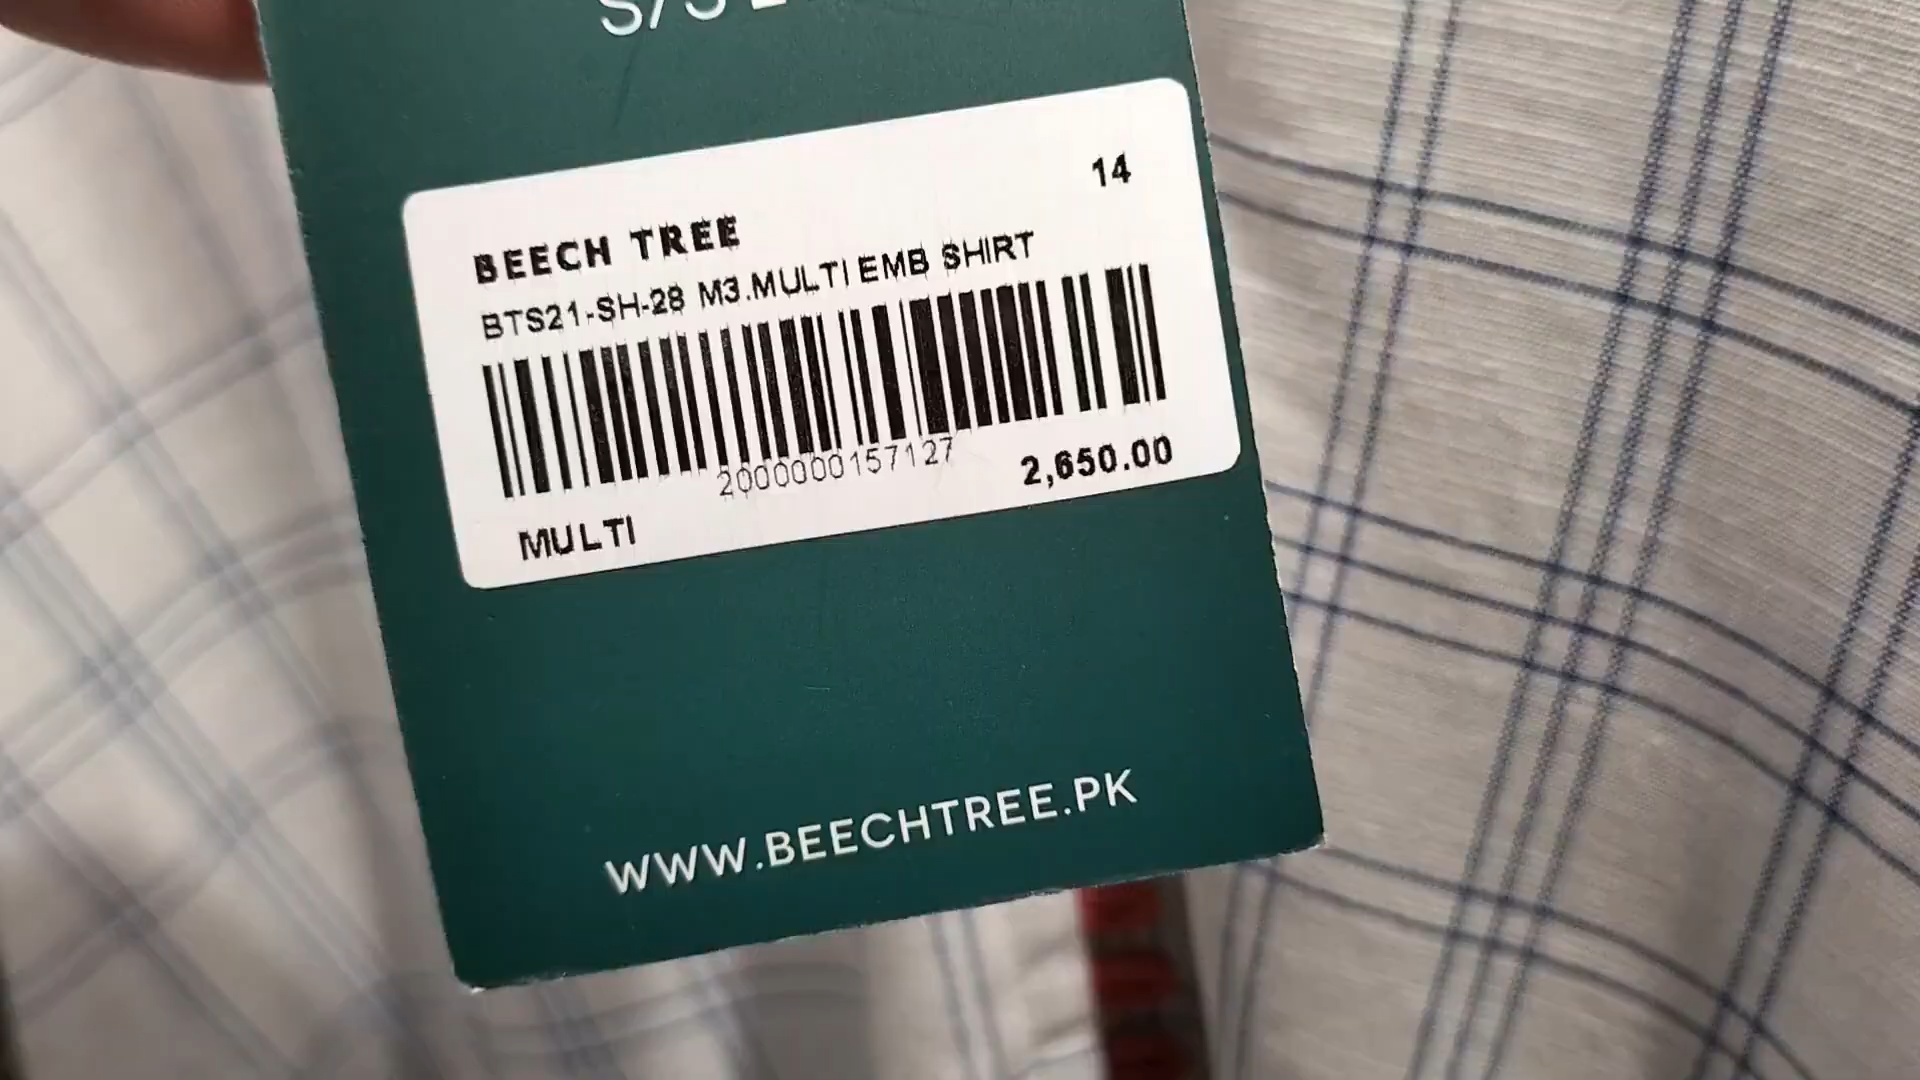 14
BEECH TREE
BTS21-SH-28 M3.MULTI EMB SHIRT
2000000157127
2,650.00
MULTI
WWW.BEECHTREE.PK